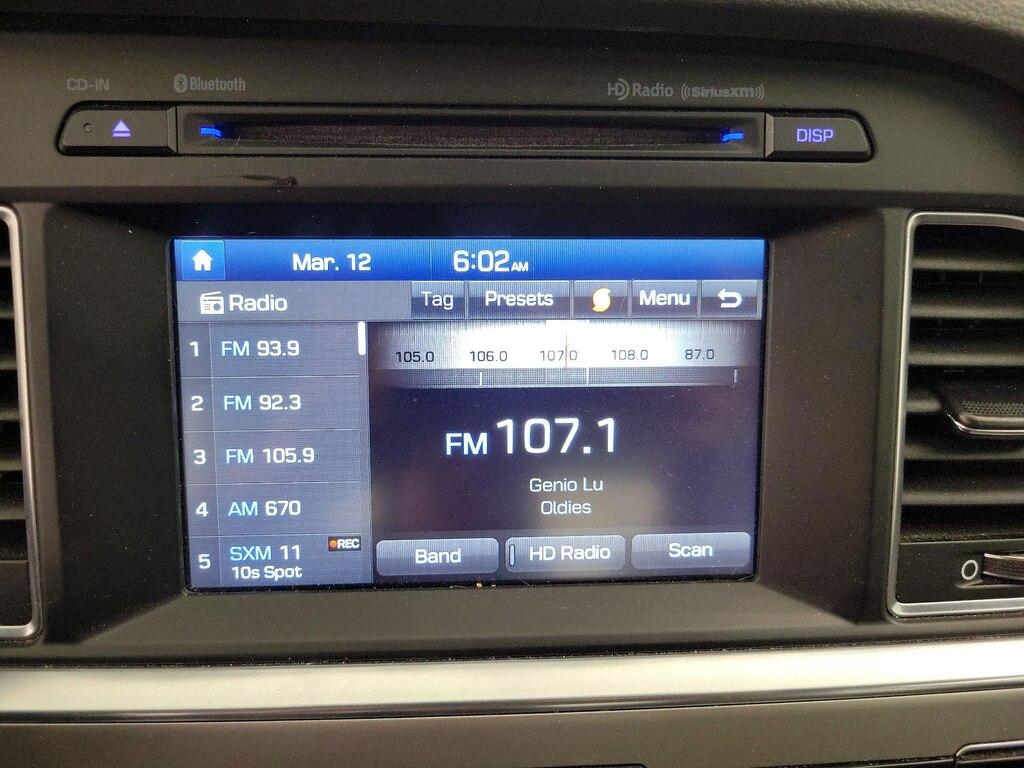 CD-IN
Bluetooth
HD Radio
((SiriusXM))
DISP
Mar. 12
6:02AM
Radio
Tag
Presets
Menu
1 FM 93.9
2 FM 92.3
3 FM 105.9
4 AM 670
5 SXM 11
REC
10s Spot
105.0 106.0 107.0 108.0 87.0
FM 107.1
Genio Lu
Oldies
Band
HD Radio
Scan